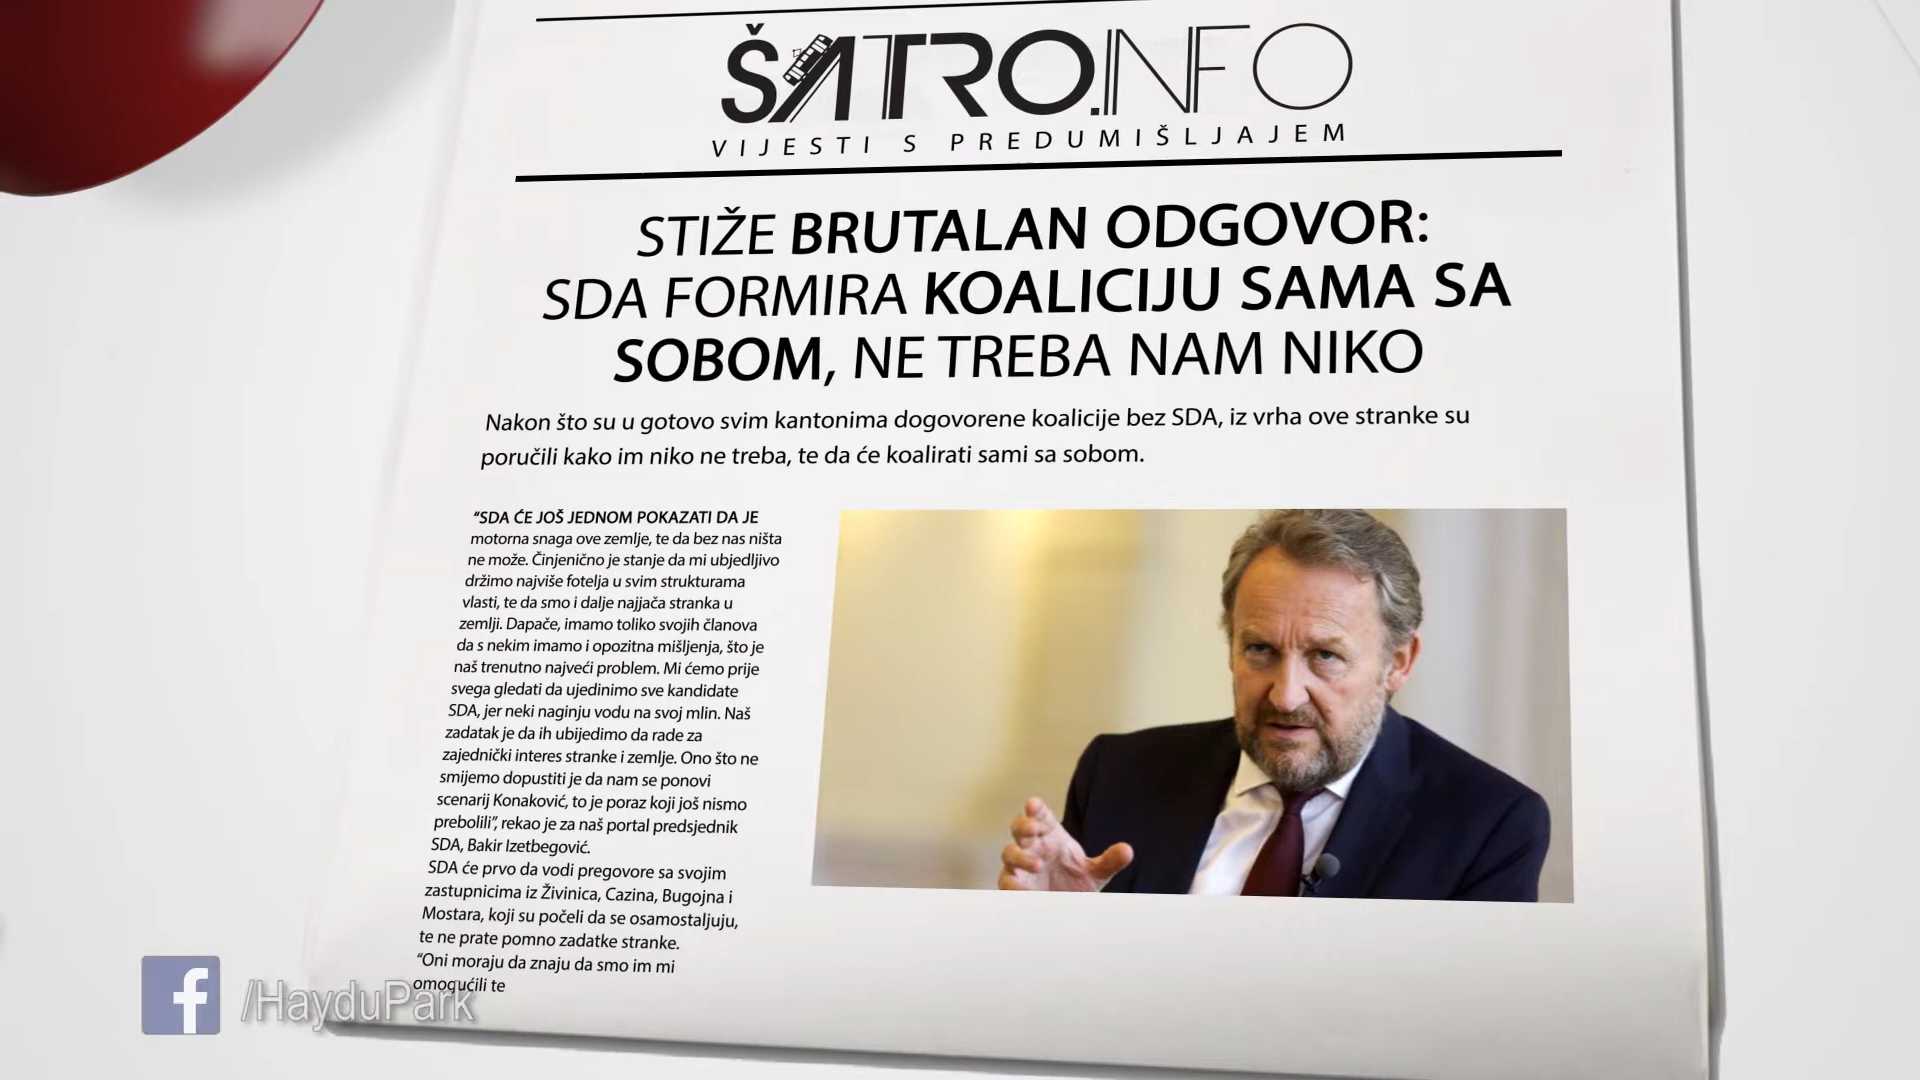 ŠATRO.INFO
VIJESTI S PREDUMIŠLJAJEM
STIŽE BRUTALAN ODGOVOR:
SDA FORMIRA KOALICIJU SAMA SA
SOBOM, NE TREBA NAM NIKO
Nakon što su u gotovo svim kantonima dogovorene koalicije bez SDA, iz vrha ove stranke su
poručili kako im niko ne treba, te da će koalirati sami sa sobom.
“SDA ĆE JOŠ JEDNOM POKAZATI DA JE
motorna snaga ove zemlje, te da bez nas ništa
ne može. Činjenično je stanje da mi ubjedljivo
držimo najviše fotelja u svim strukturama
vlasti, te da smo i dalje najjača stranka u
zemlji. Dapače, imamo toliko svojih članova
da s nekim imamo i opozitna mišljenja, što je
naš trenutno najveći problem. Mi ćemo prije
svega gledati da ujedinimo sve kandidate
SDA, jer neki naginju vodu na svoj mlin. Naš
zadatak je da ih ubijedimo da rade za
zajednički interes stranke i zemlje. Ono što ne
smijemo dopustiti je da nam se ponovi
scenarij Konaković, to je poraz koji još nismo
prebolili”, rekao je za naš portal predsjednik
SDA, Bakir Izetbegović.
SDA će prvo da vodi pregovore sa svojim
zastupnicima iz Živinica, Cazina, Bugojna i
Mostara, koji su počeli da se osamostaljuju,
te ne prate pomno zadatke stranke.
“Oni moraju da znaju da smo im mi
omogućili te
f /HayduPark